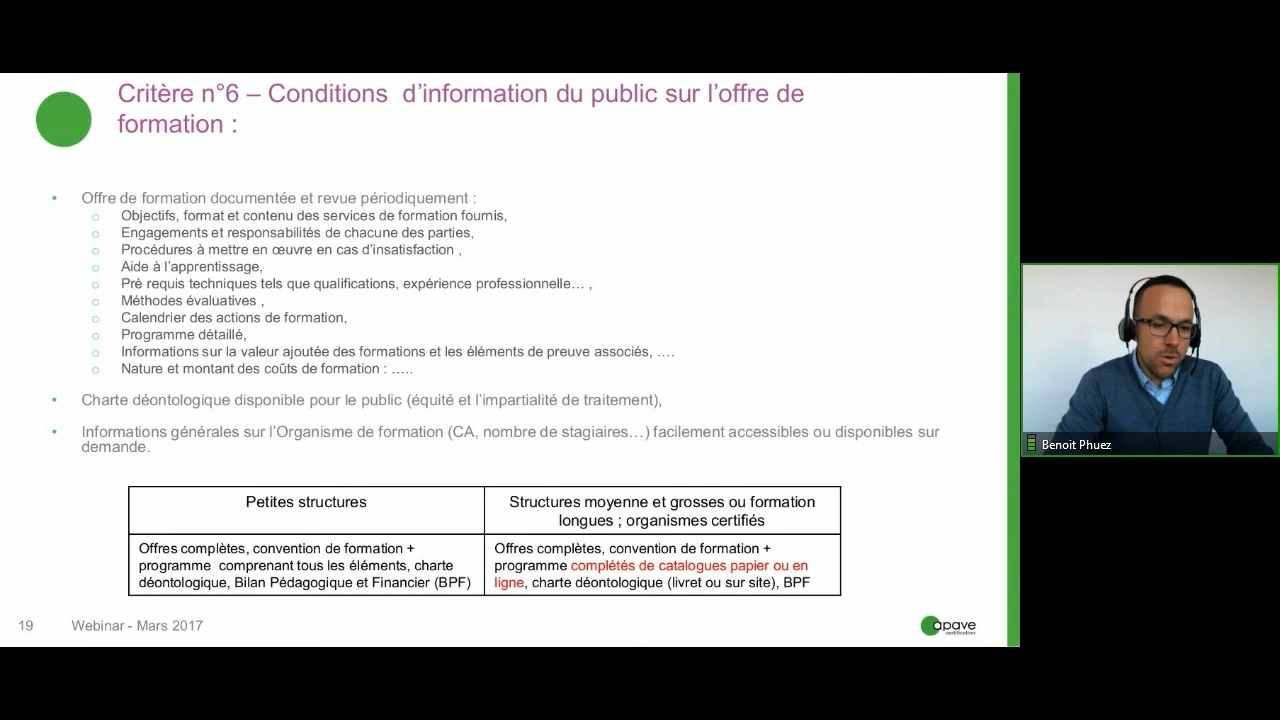 Critère n°6 – Conditions  d’information du public sur l’offre de
formation :
• Offre de formation documentée et revue périodiquement :
o Objectifs, format et contenu des services de formation fournis,
o Engagements et responsabilités de chacune des parties,
o Procédures à mettre en œuvre en cas d’insatisfaction ,
o Aide à l’apprentissage,
o Pré requis techniques tels que qualifications, expérience professionnelle… ,
o Méthodes évaluatives ,
o Calendrier des actions de formation,
o Programme détaillé,
o Informations sur la valeur ajoutée des formations et les éléments de preuve associés, ….
o Nature et montant des coûts de formation : …..
• Charte déontologique disponible pour le public (équité et l’impartialité de traitement),
• Informations générales sur l’Organisme de formation (CA, nombre de stagiaires…) facilement accessibles ou disponibles sur
demande.
Petites structures
Structures moyenne et grosses ou formation
longues ; organismes certifiés
Offres complètes, convention de formation +
programme  comprenant tous les éléments, charte
déontologique, Bilan Pédagogique et Financier (BPF)
Offres complètes, convention de formation +
programme complétés de catalogues papier ou en
ligne, charte déontologique (livret ou sur site), BPF
19
Webinar - Mars 2017
apave
certification
Benoit Phuez